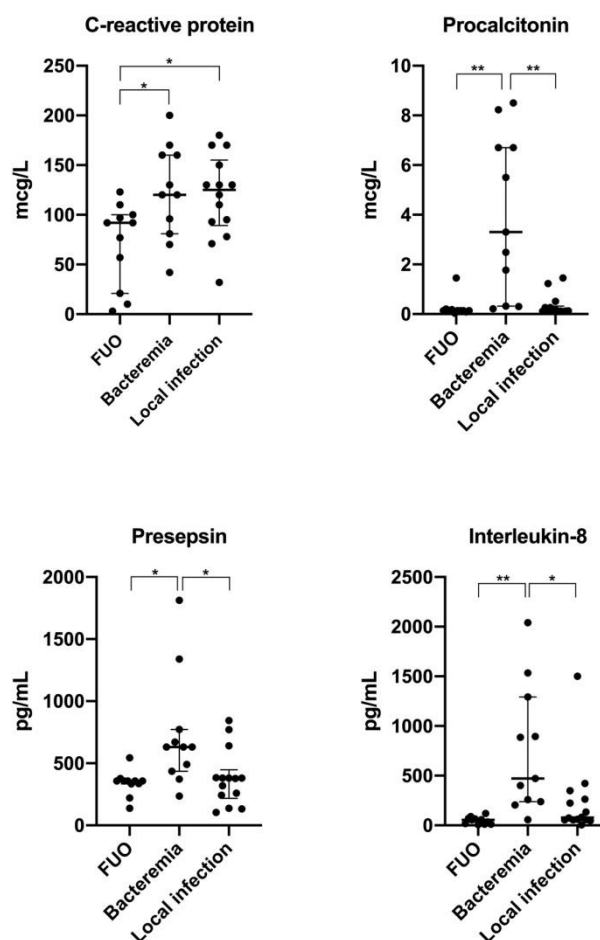 C-reactive protein
* 
*
250
200
150
100
50
0
mcg/L
FUO
Bacteremia
Local infection
Procalcitonin
** **
10
8
6
4
2
0
mcg/L
FUO
Bacteremia
Local infection
Presepsin
* *
2000
1500
1000
500
0
pg/mL
FUO
Bacteremia
Local infection
Interleukin-8
** *
2500
2000
1500
1000
500
0
pg/mL
FUO
Bacteremia
Local infection